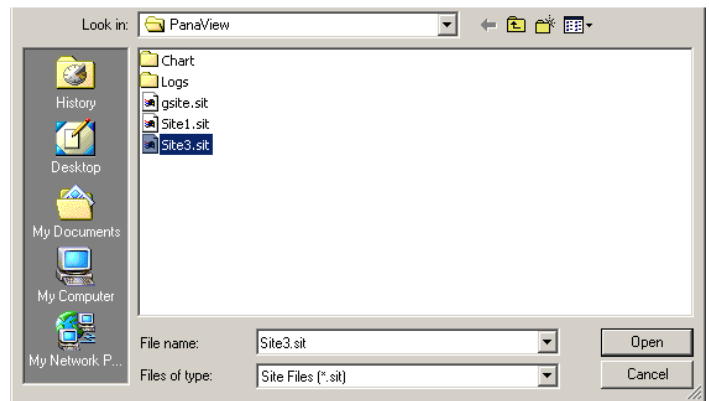 Look in: PanaView
History
Desktop
My Documents
My Computer
My Network P...
Chart
Logs
gsite.sit
Site1.sit
Site3.sit
File name: Site3.sit Open
Files of type: Site Files (*.sit) Cancel